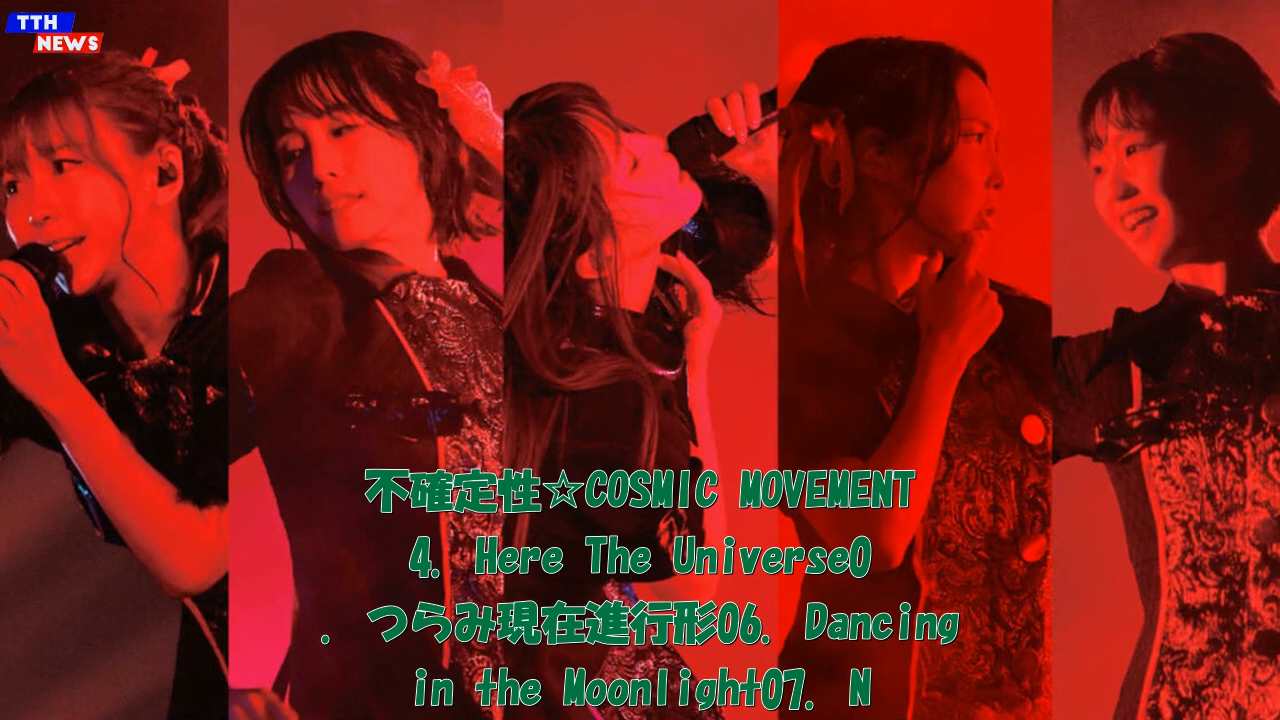 TTH
NEWS
不確定性☆COSMIC MOVEMENT
4. Here The Universe0
. つらみ現在進行形06. Dancing
in the Moonlight07. N